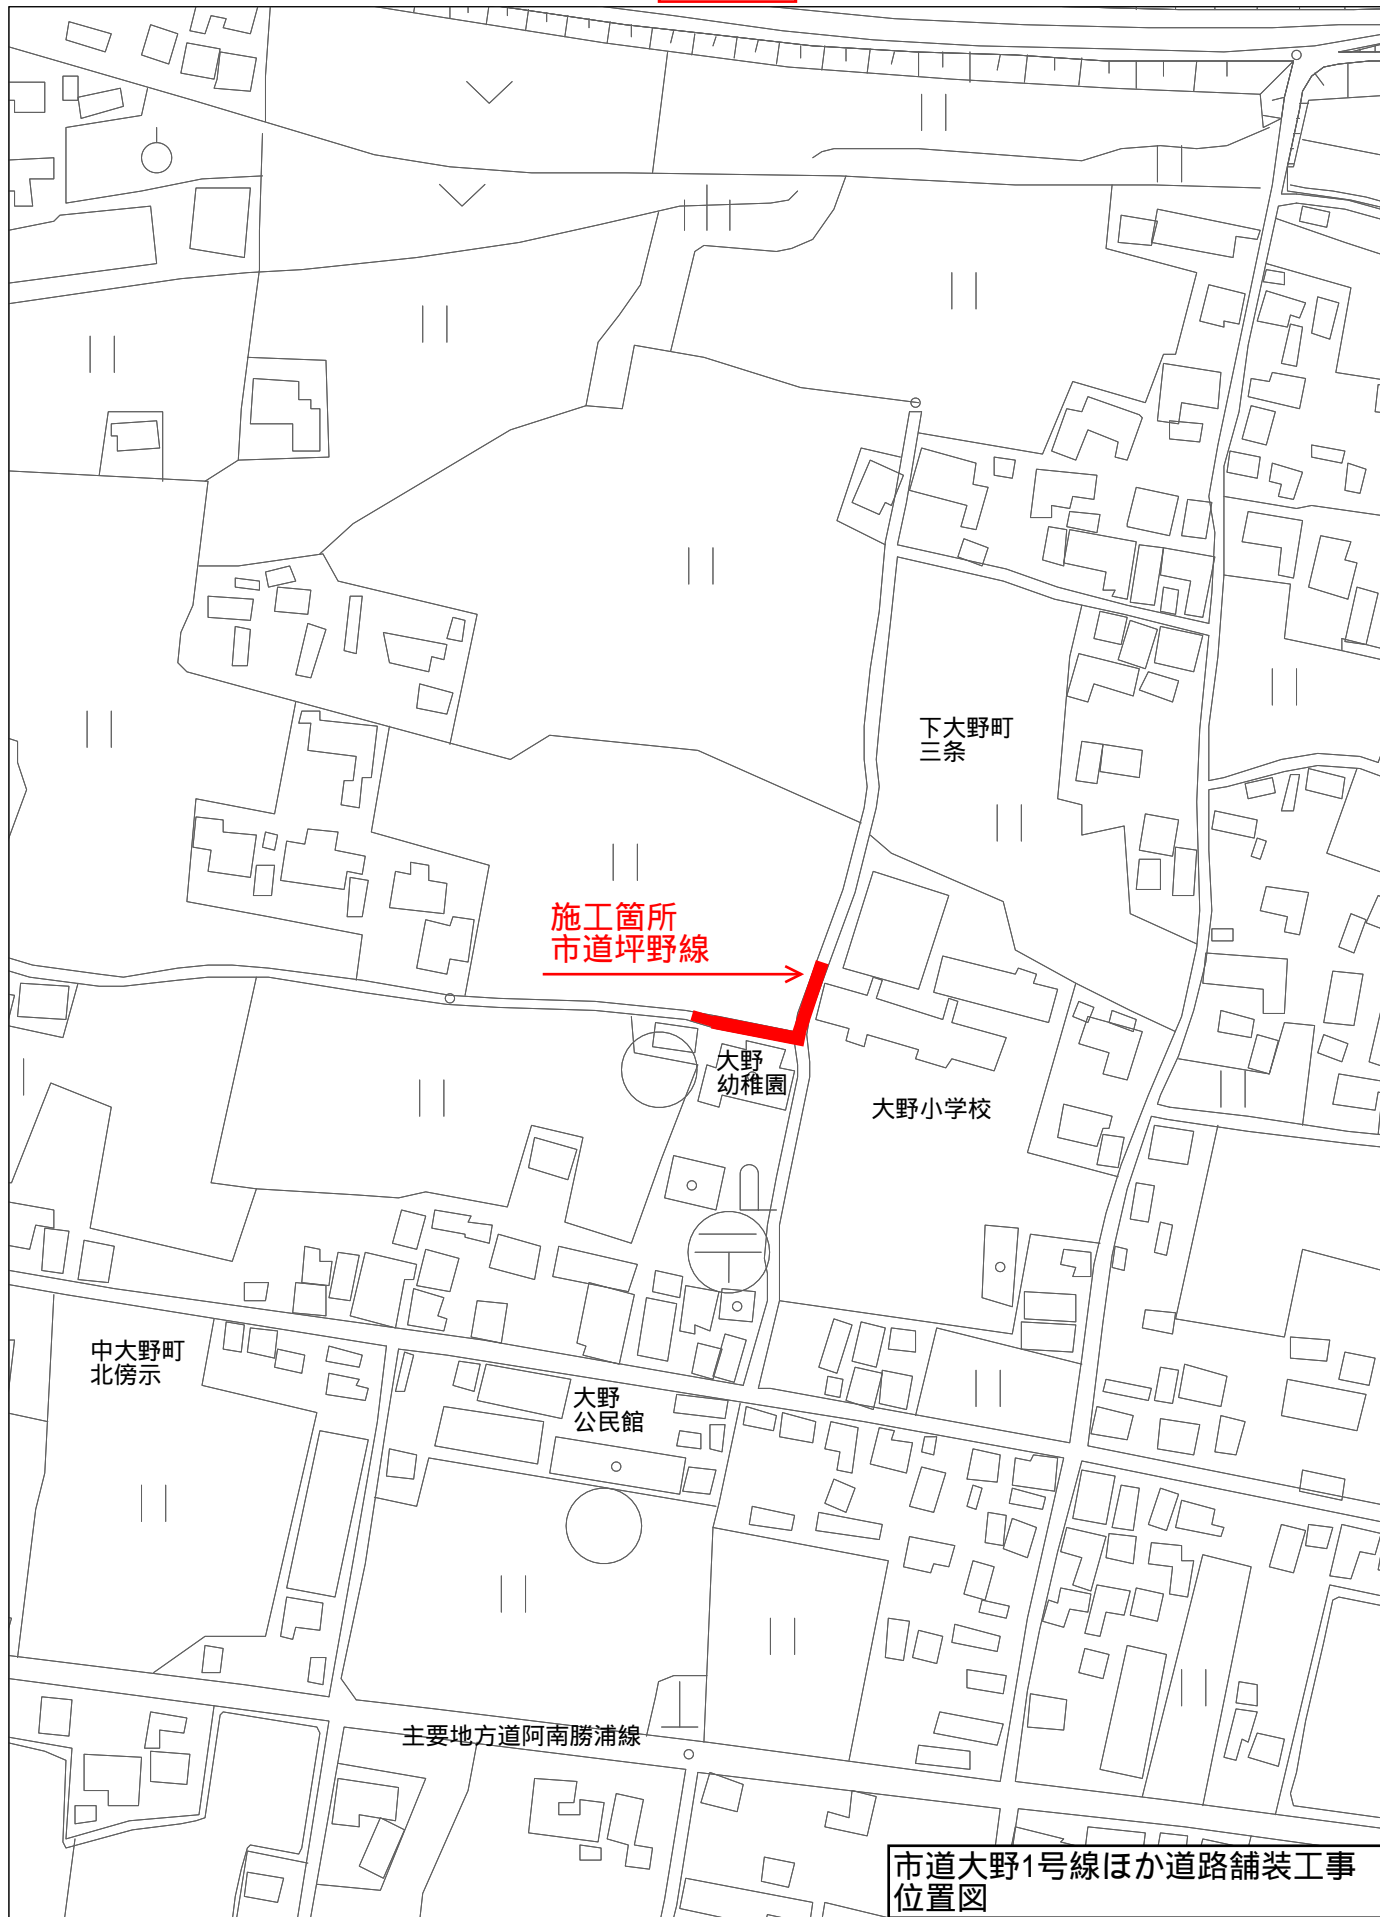 下大野町
三条
施工箇所
市道坪野線
大野
幼稚園
大野小学校
中大野町
北傍示
大野
公民館
主要地方道阿南勝浦線
市道大野1号線ほか道路舗装工事
位置図